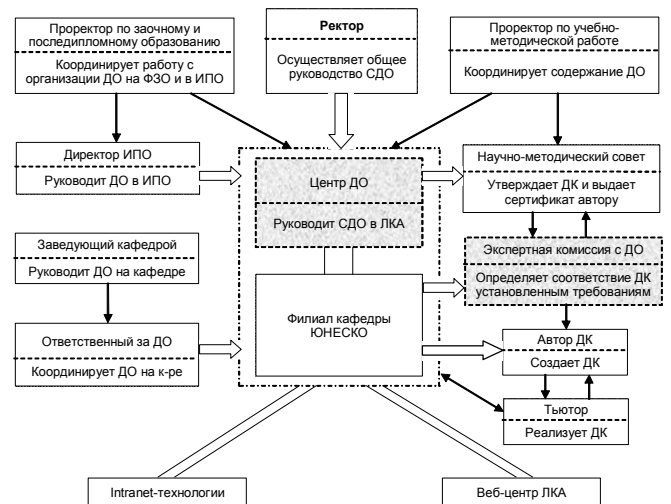 Проректор по заочному и
последипломному образованию
Координирует работу с
организации ДО на ФЗО и в ИПО
Ректор
Осуществляет общее
руководство СДО
Проректор по учебно-
методической работе
Координирует содержание ДО
Директор ИПО
Руководит ДО в ИПО
Центр ДО
Руководит СДО в ЛКА
Научно-методический совет
Утверждает ДК и выдает
сертификат автору
Заведующий кафедрой
Руководит ДО на кафедре
Экспертная комиссия с ДО
Определяет соответствие ДК
установленным требованиям
Филиал кафедры
ЮНЕСКО
Ответственный за ДО
Координирует ДО на к-ре
Автор ДК
Создает ДК
Тьютор
Реализует ДК
Intranet-технологии
Веб-центр ЛКА